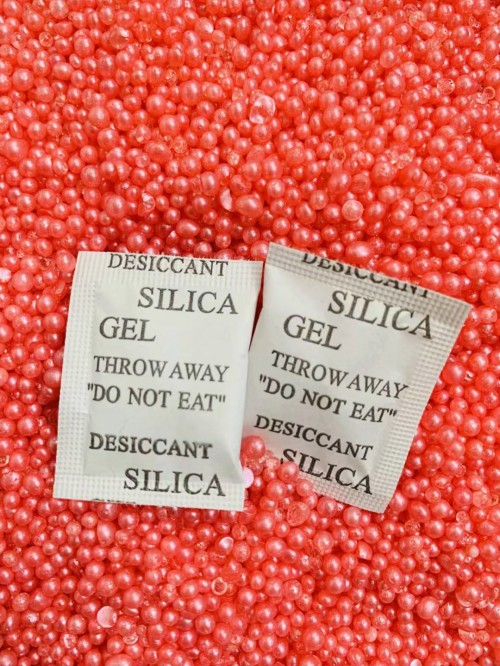 DESICCANT
SILICA
GEL
THROW AWAY
"DO NOT EAT"
DESICCANT
SILICA
DESICCANT
SILICA
GEL
THROW AWAY
"DO NOT EAT"
DESICCANT
SILICA